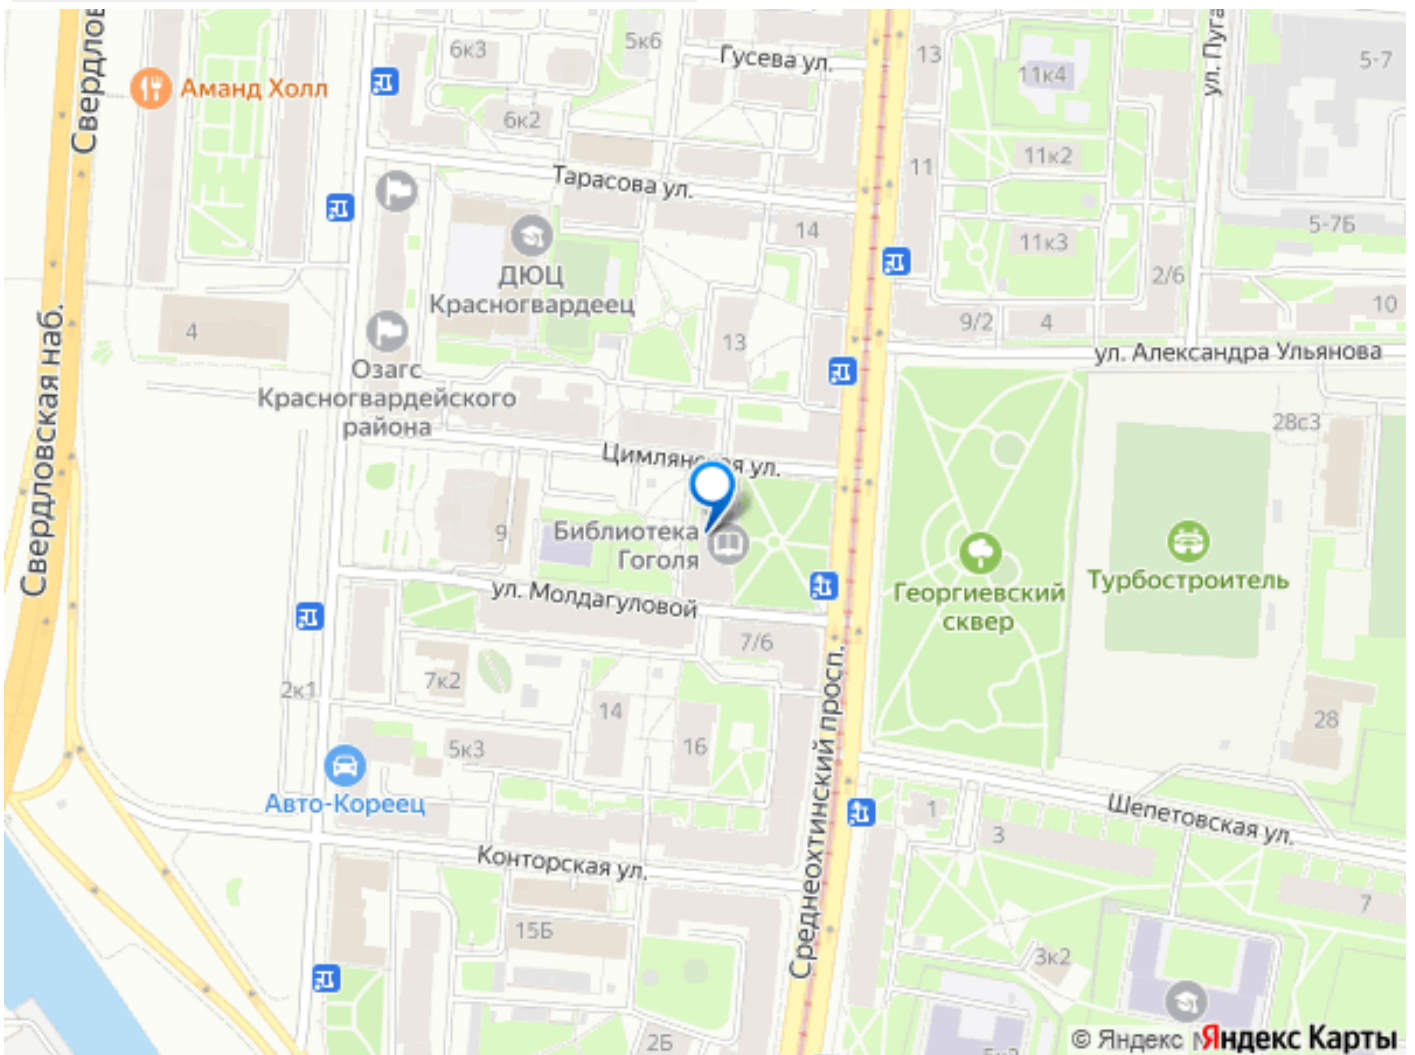 Свердлов
Аманд Холл
6к3
5к6
Гусева ул.
13
11к4
ул. Пуга
5-7
6к2
11
11к2
Тарасова ул.
14
11к3
5-7Б
ДЮЦ
Красногвардеец
2/6
10
4
13
9/2
4
ул. Александра Ульянова
Озагс
Красногвардейского
района
28с3
Свердловская наб.
Цимлянская ул.
9
Библиотека
Гоголя
Георгиевский
сквер
Турбостроитель
ул. Молдагуловой
7/6
7к2
2к1
14
16
5к3
28
Среднеохтинский просп.
Авто-Кореец
1
3
Шепетовская ул.
Конторская ул.
7
15Б
3к2
2Б
© Яндекс
Яндекс Карты